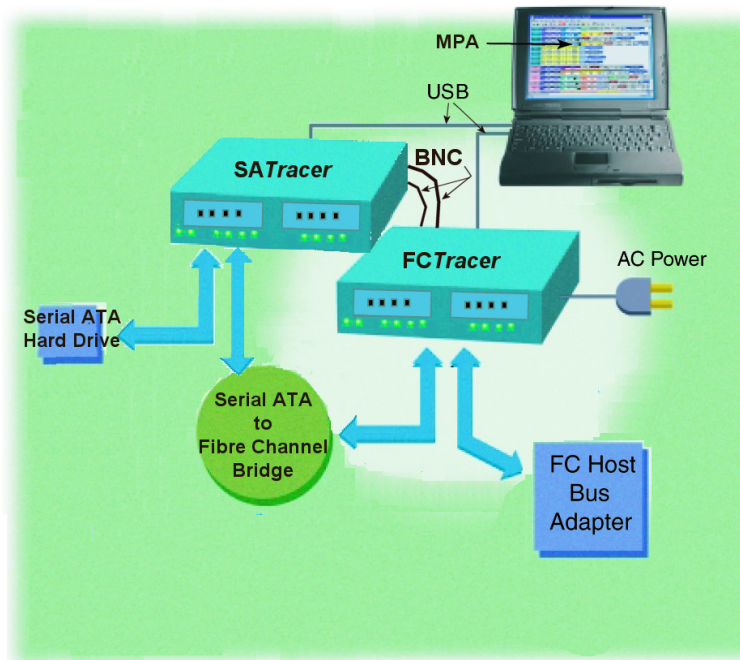 MPA
USB
BNC
SATracer
FCTracer
AC Power
Serial ATA
Hard Drive
Serial ATA
to
Fibre Channel
Bridge
FC Host
Bus
Adapter